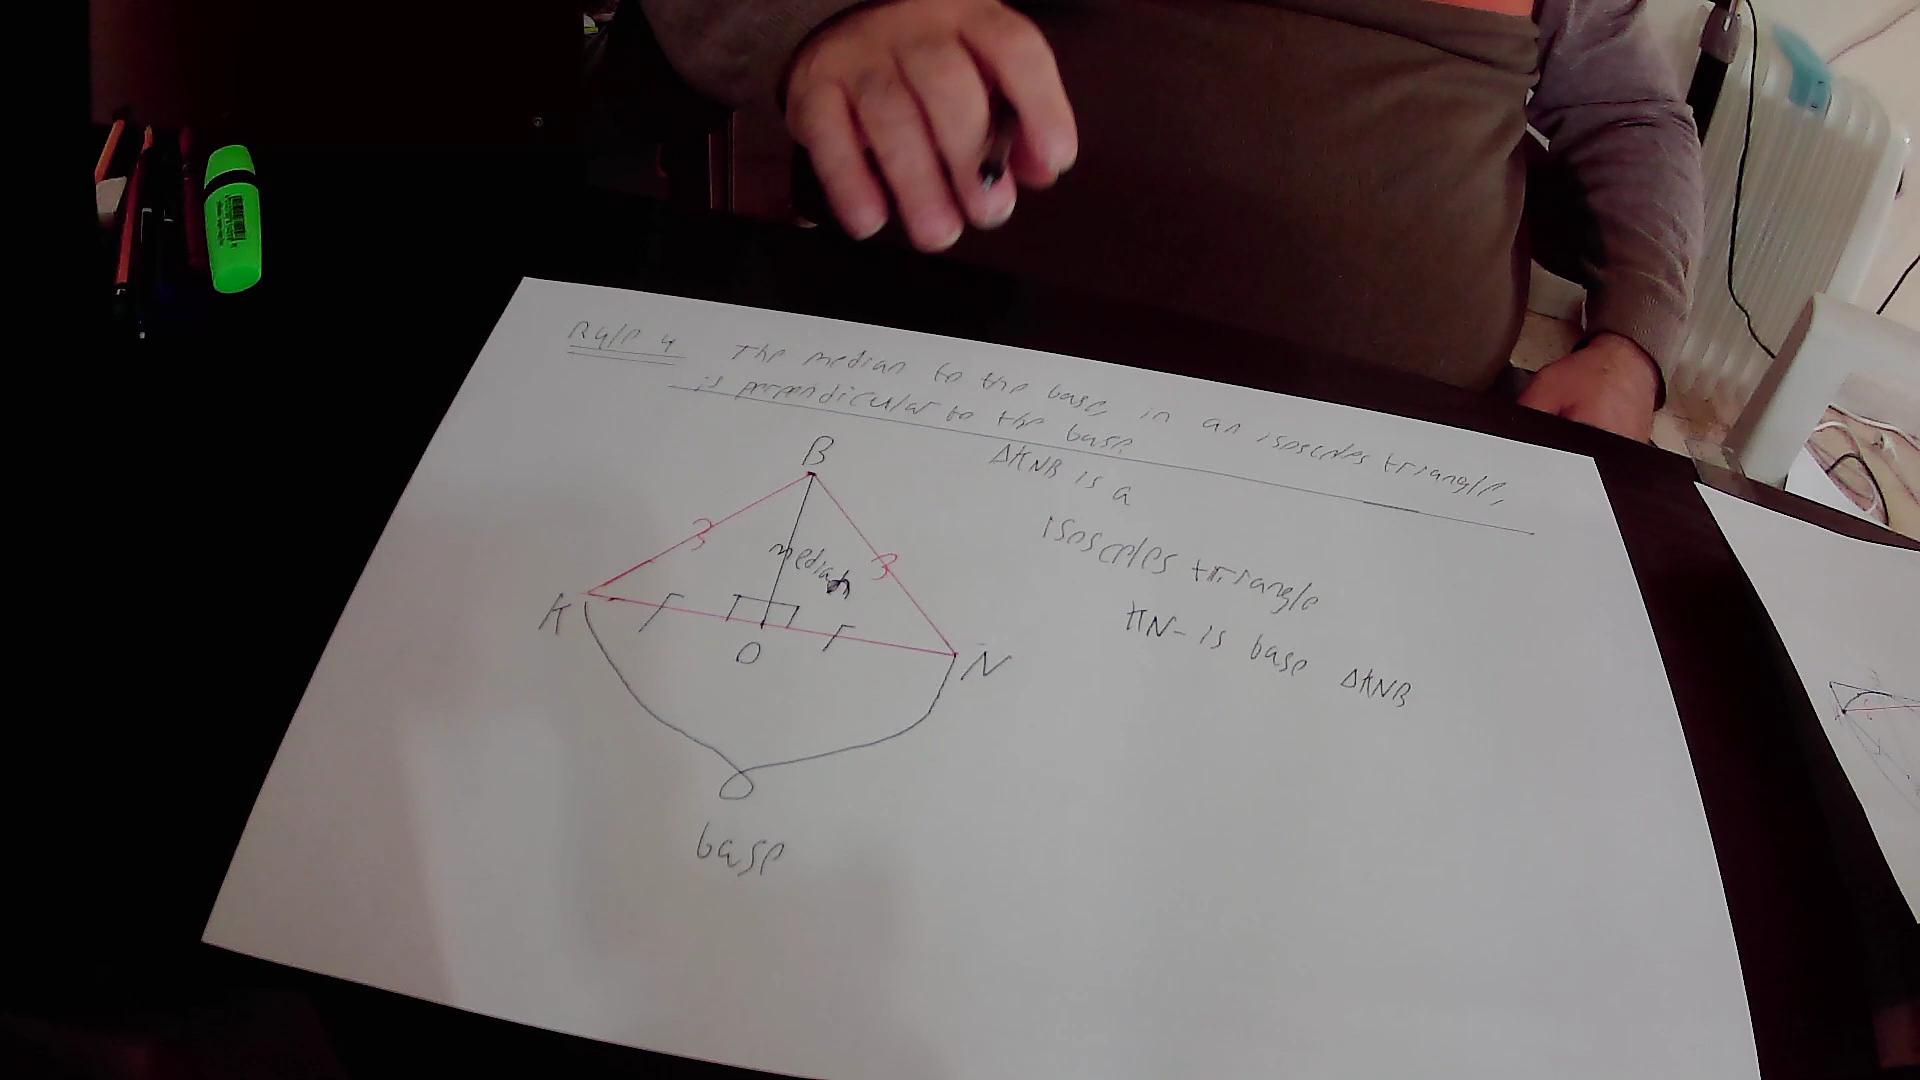 Rule 4 The median to the base, in an isosceles triangle,
is perpendicular to the base.
B
ΔKNB is a
isosceles triangle
KN- is base ΔKNB
3
3
median
K
O
N
base